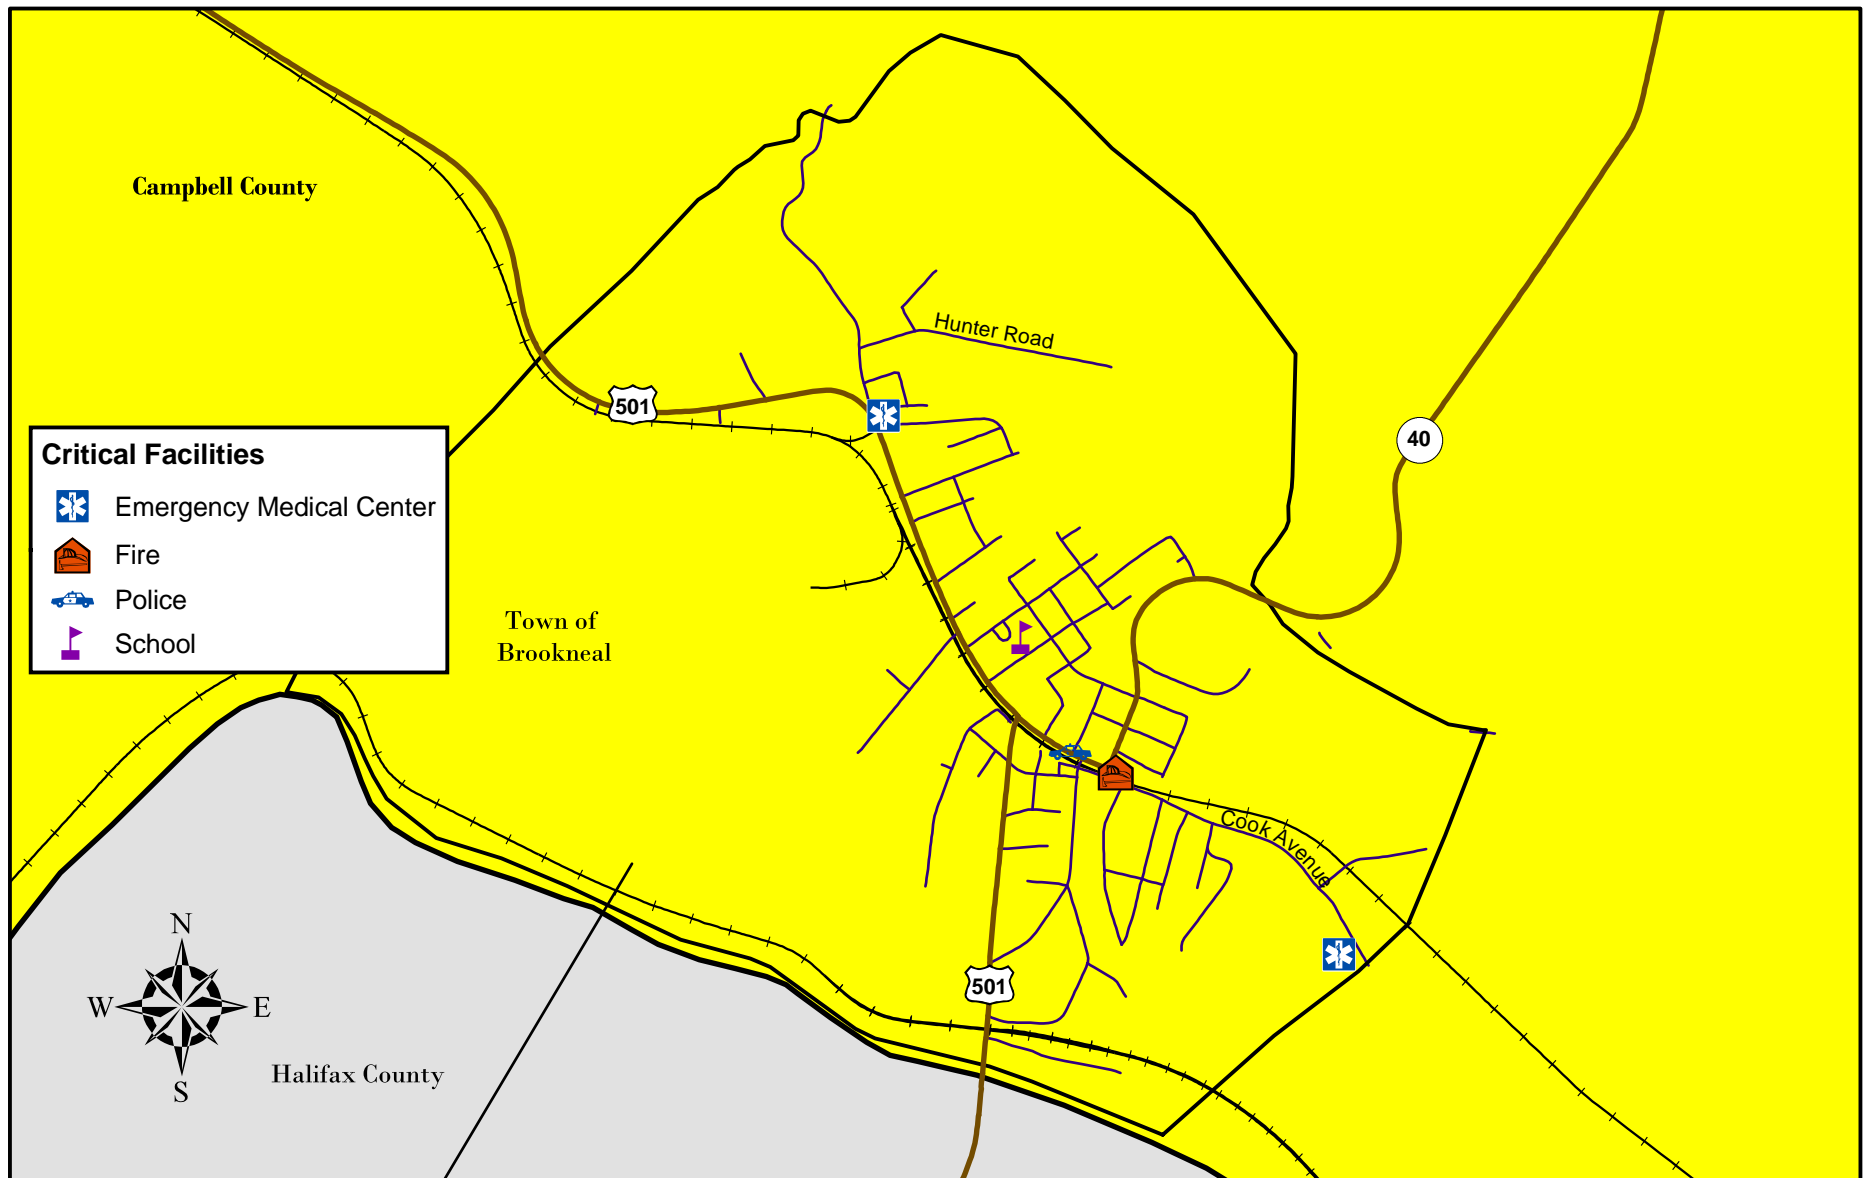 Campbell County
Hunter Road
501
40
Critical Facilities
Emergency Medical Center
Fire
Police
School
Town of
Brookneal
Cook Avenue
N
W
E
S
501
Halifax County